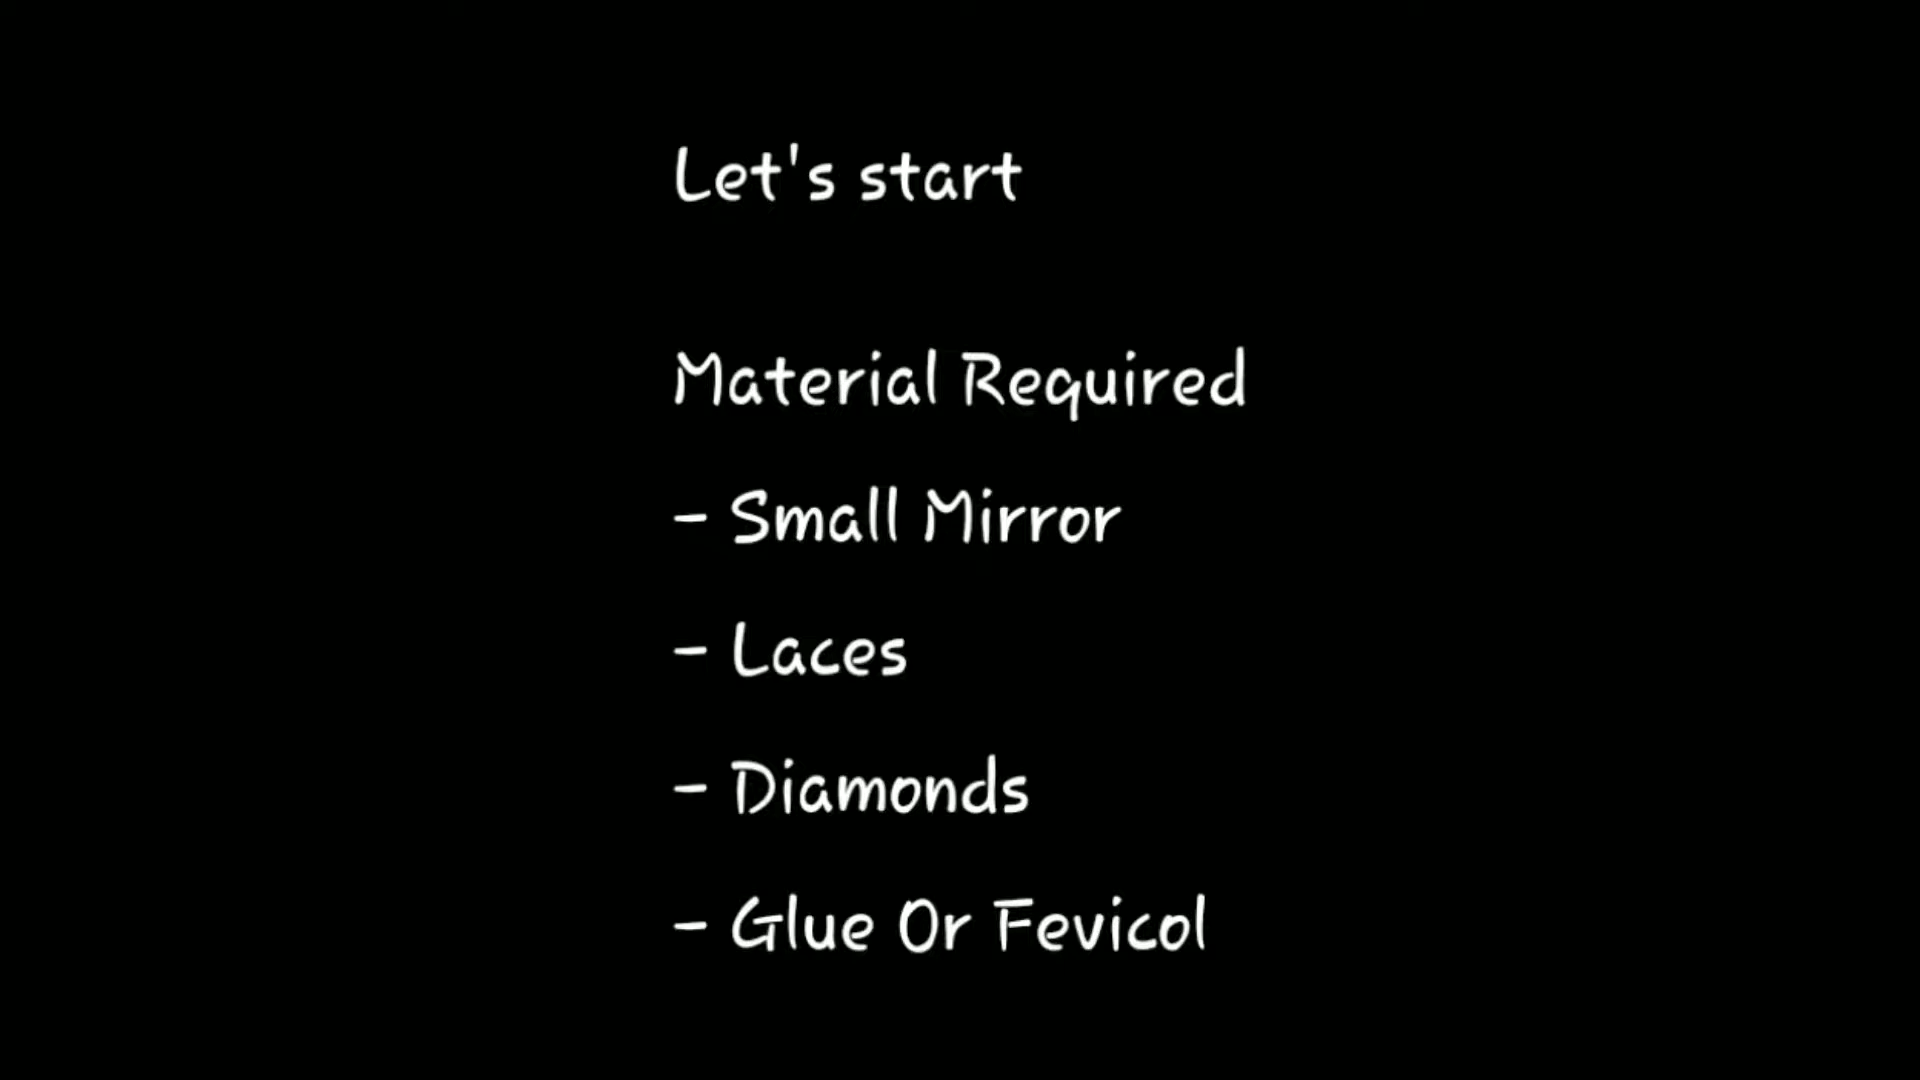 Let's start
Material Required
- Small Mirror
- Laces
- Diamonds
- Glue Or Fevicol